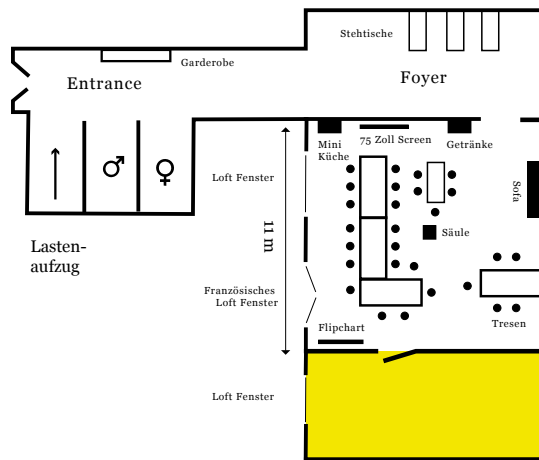 Stehtische
Garderobe
Entrance
Foyer
Mini
Küche
75 Zoll Screen
Getränke
Loft Fenster
Sofa
11 m
Säule
Lasten-
aufzug
Französisches
Loft Fenster
Flipchart
Tresen
Loft Fenster